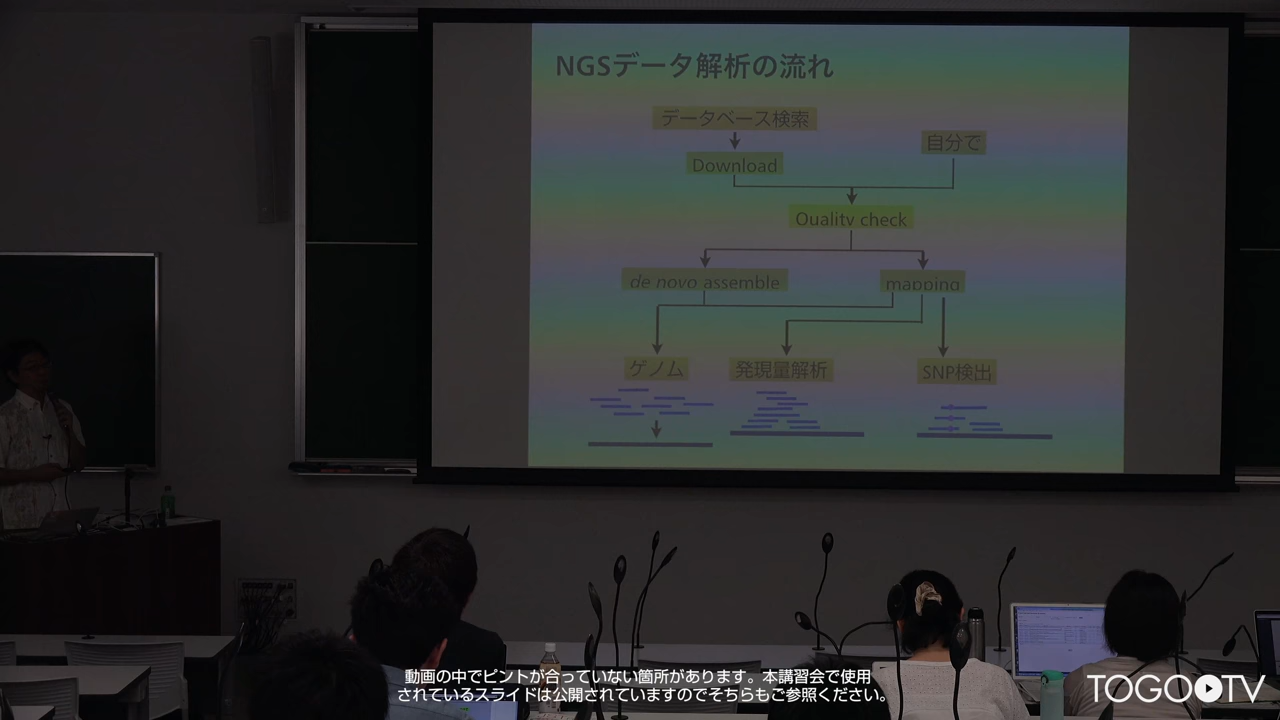 NGSデータ解析の流れ
データベース検索
自分で
Download
Quality check
de novo assemble
mapping
ゲノム
発現量解析
SNP検出
動画の中でピントが合っていない箇所があります。本講習会で使用
されているスライドは公開されていますのでそちらもご参照ください。
TOGOTV